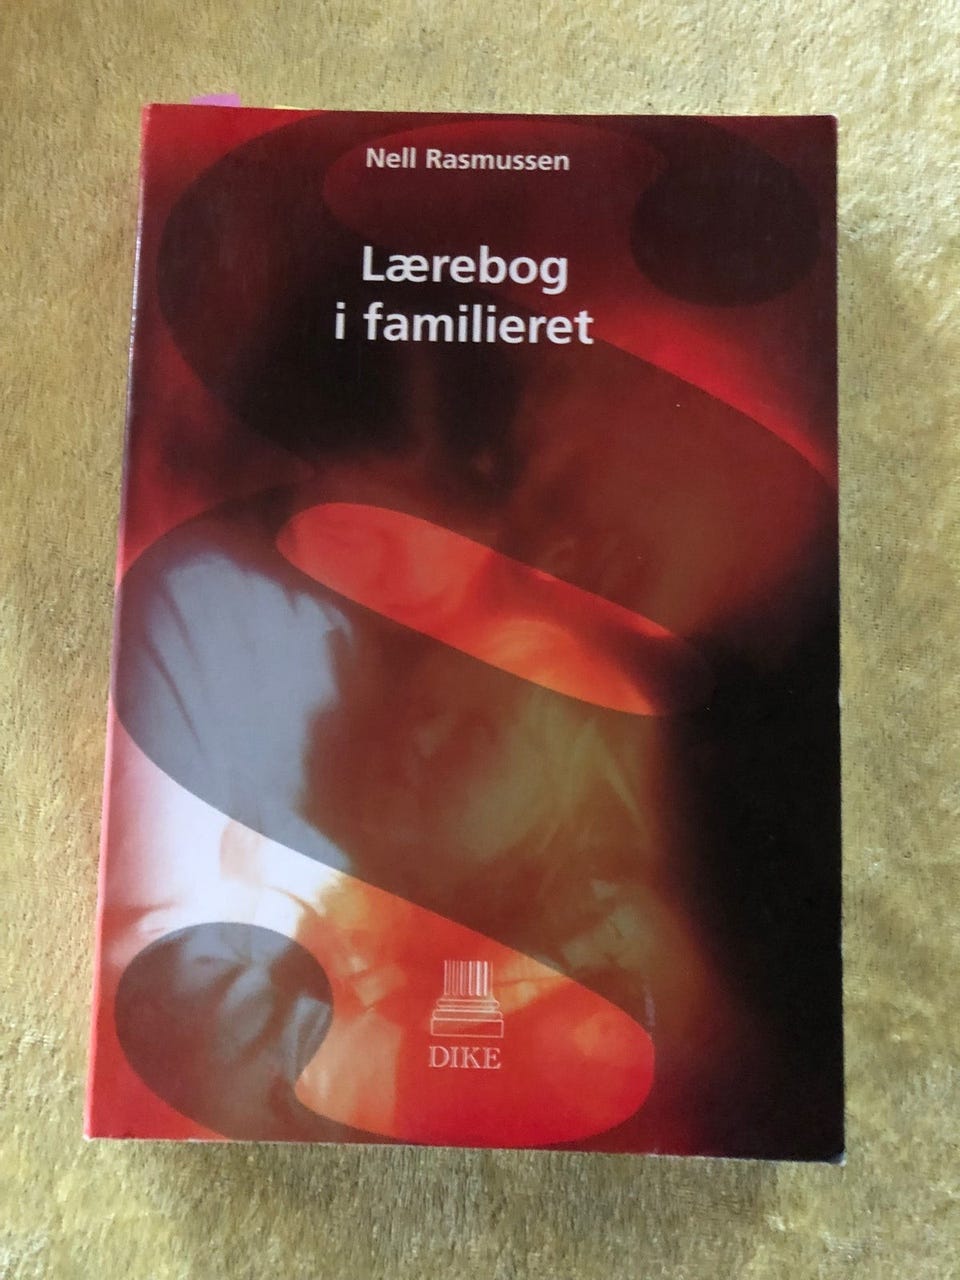 Nell Rasmussen
Lærebog
i familieret
DIKE